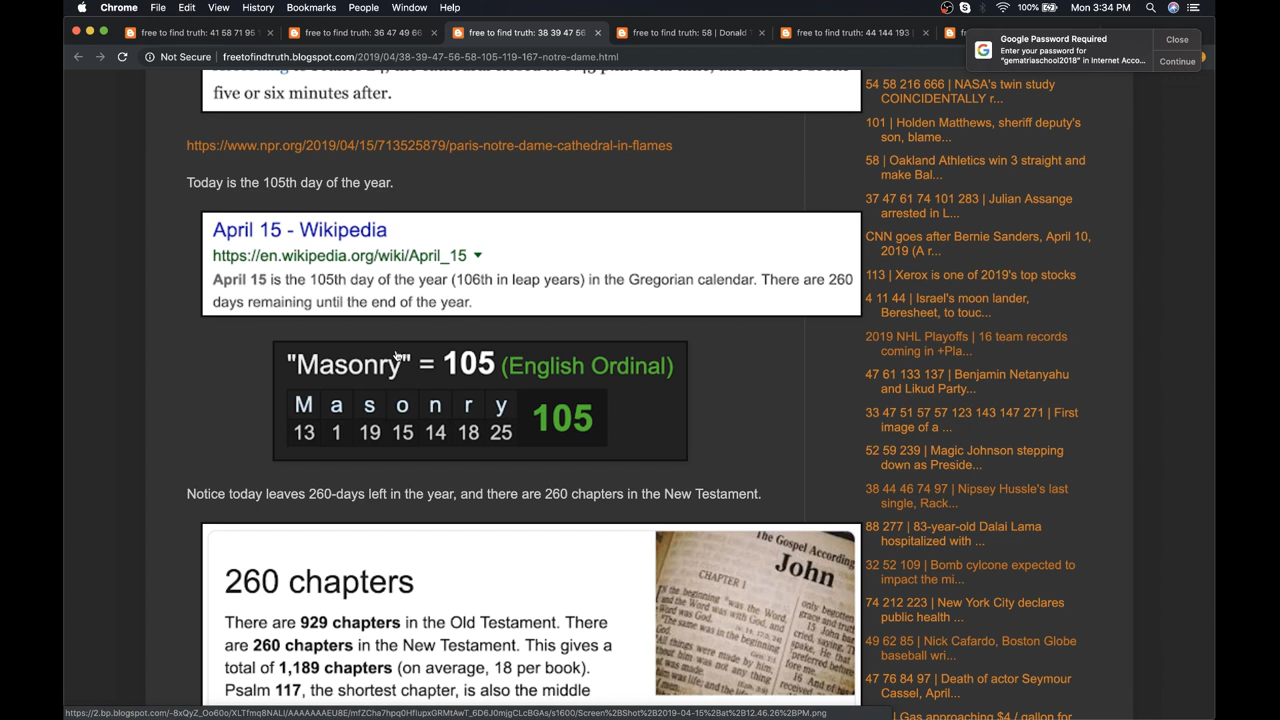 Chrome File Edit View History Bookmarks People Window Help
100% Mon 3:34 PM
free to find truth: 41 58 71 95
free to find truth: 36 47 49 66
free to find truth: 38 39 47 56
free to find truth: 58 | Donald T
free to find truth: 44 144 193
Google Password Required
Enter your password for
"gematriaschool2018" in Internet Acco...
Close
Continue
Not Secure | freetofindtruth.blogspot.com/2019/04/38-39-47-56-58-105-119-167-notre-dame.html
five or six minutes after.
https://www.npr.org/2019/04/15/713525879/paris-notre-dame-cathedral-in-flames
Today is the 105th day of the year.
April 15 - Wikipedia
https://en.wikipedia.org/wiki/April_15
April 15 is the 105th day of the year (106th in leap years) in the Gregorian calendar. There are 260
days remaining until the end of the year.
"Masonry" = 105 (English Ordinal)
M a s o n r y
13 1 19 15 14 18 25
105
Notice today leaves 260-days left in the year, and there are 260 chapters in the New Testament.
260 chapters
There are 929 chapters in the Old Testament. There
are 260 chapters in the New Testament. This gives a
total of 1,189 chapters (on average, 18 per book).
Psalm 117, the shortest chapter, is also the middle
The Gospel According
John
CHAPTER 1
54 58 216 666 | NASA's twin study
COINCIDENTALLY r...
101 | Holden Matthews, sheriff deputy's
son, blame...
58 | Oakland Athletics win 3 straight and
make Bal...
37 47 61 74 101 283 | Julian Assange
arrested in L...
CNN goes after Bernie Sanders, April 10,
2019 (A r...
113 | Xerox is one of 2019's top stocks
4 11 44 | Israel's moon lander,
Beresheet, to touc...
2019 NHL Playoffs | 16 team records
coming in +Pla...
47 61 133 137 | Benjamin Netanyahu
and Likud Party...
33 47 51 57 57 123 143 147 271 | First
image of a ...
52 59 239 | Magic Johnson stepping
down as Preside...
38 44 46 74 97 | Nipsey Hussle's last
single, Rack...
88 277 | 83-year-old Dalai Lama
hospitalized with ...
32 52 109 | Bomb cylcone expected to
impact the mi...
74 212 223 | New York City declares
public health ...
49 62 85 | Nick Cafardo, Boston Globe
baseball wri...
47 76 84 97 | Death of actor Seymour
Cassel, April...
| Gas approaching $4 / gallon for